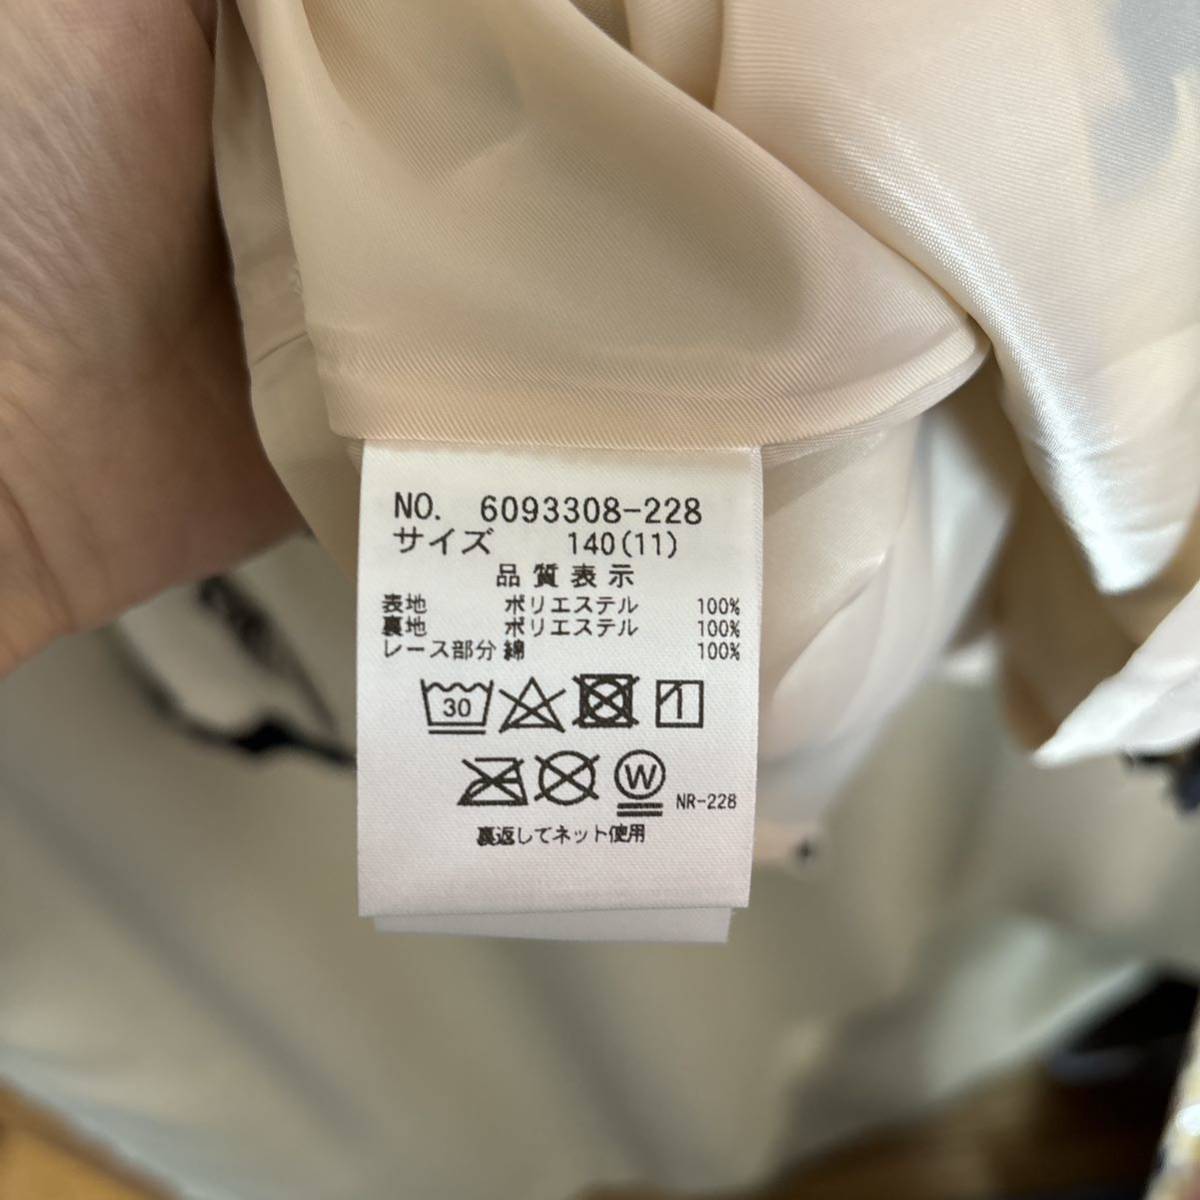 NO. 6093308-228
サイズ 140(11)
品質表示
表地 ポリエステル 100%
裏地 ポリエステル 100%
レース部分 綿 100%
30
W NR-228
裏返してネット使用